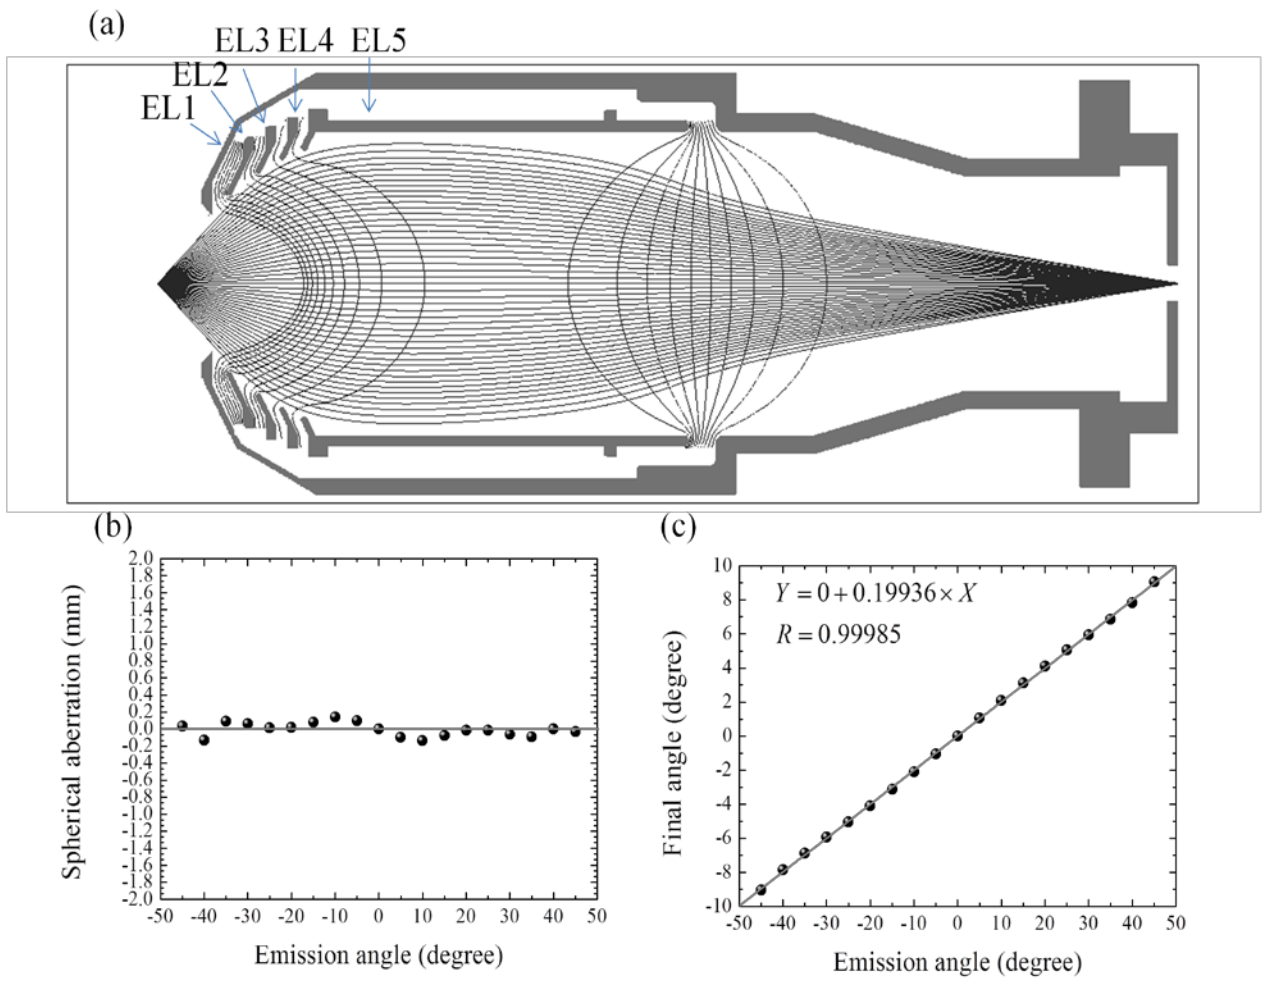 (a)
EL3 EL4 EL5
EL2
EL1
(b)
(c)
2.0
1.8
1.6
1.4
1.2
1.0
0.8
0.6
0.4
0.2
0.0
-0.2
-0.4
-0.6
-0.8
-1.0
-1.2
-1.4
-1.6
-1.8
-2.0
Spherical aberration (mm)
-50 -40 -30 -20 -10 0 10 20 30 40 50
Emission angle (degree)
Y = 0 + 0.19936 × X
R = 0.99985
10
8
6
4
2
0
-2
-4
-6
-8
-10
Final angle (degree)
-50 -40 -30 -20 -10 0 10 20 30 40 50
Emission angle (degree)